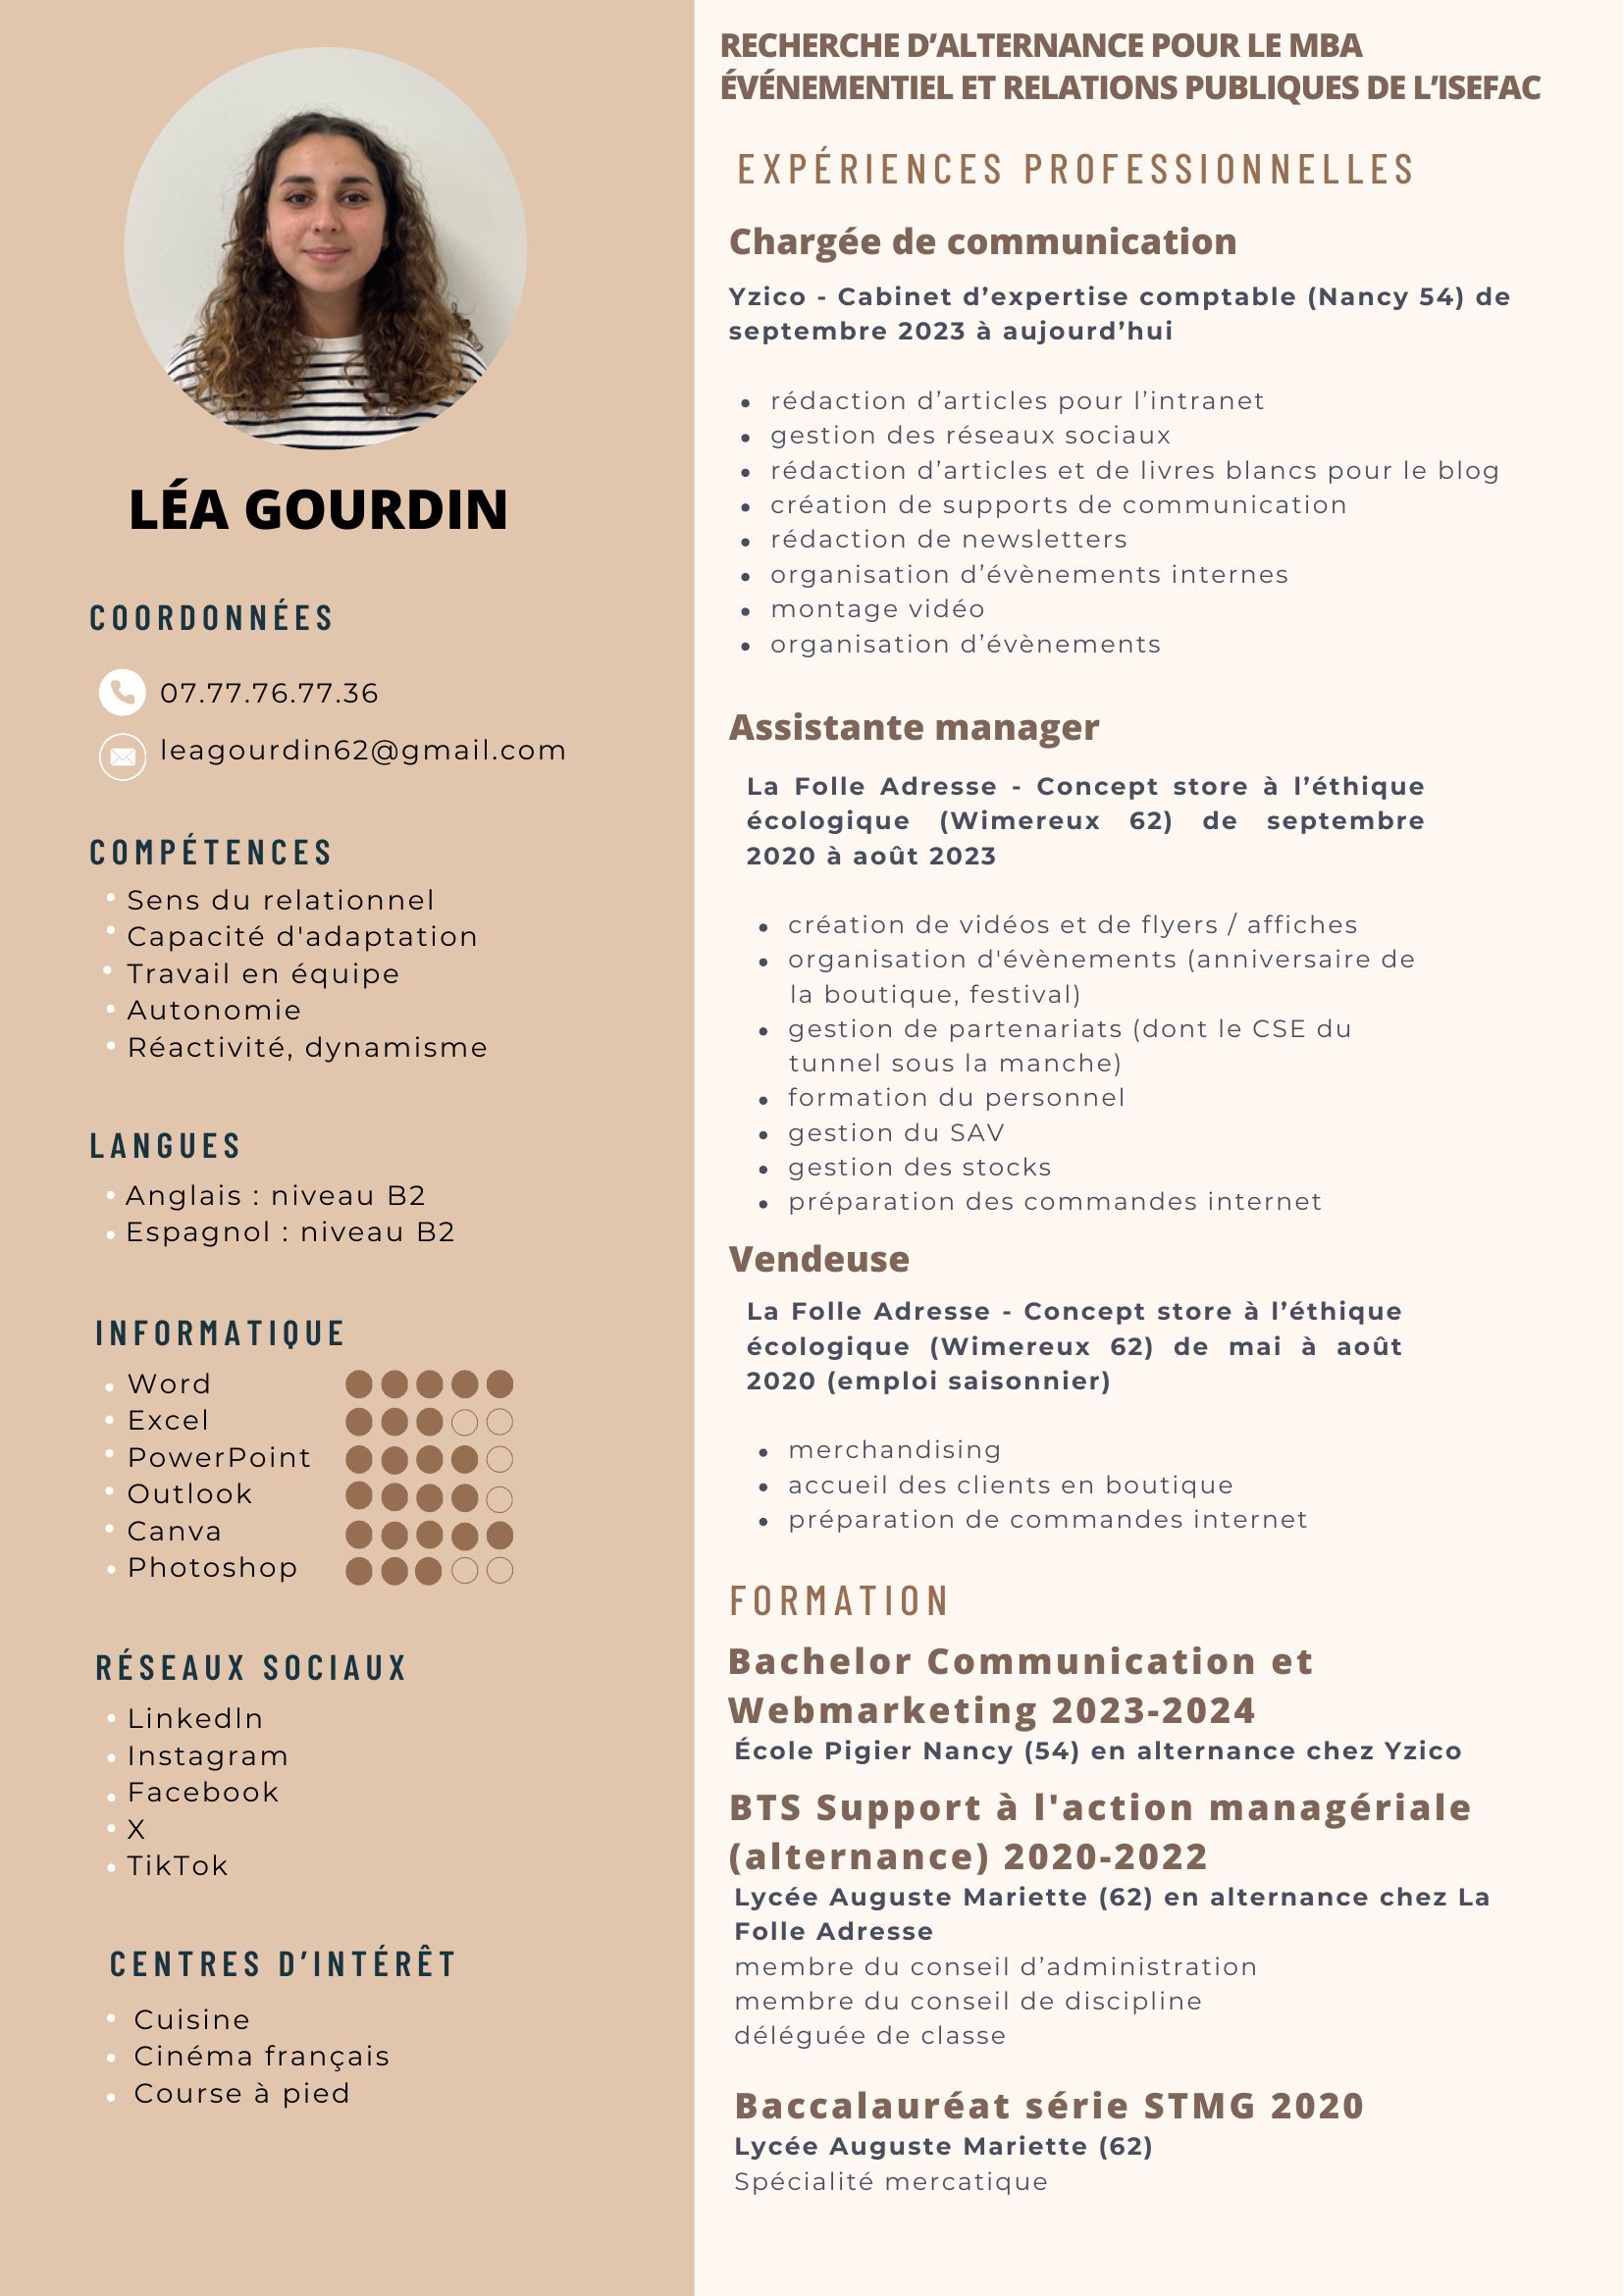 LÉA GOURDIN
COORDONNÉES
07.77.76.77.36
leagourdin62@gmail.com
COMPÉTENCES
Sens du relationnel
Capacité d'adaptation
Travail en équipe
Autonomie
Réactivité, dynamisme
LANGUES
Anglais : niveau B2
Espagnol : niveau B2
INFORMATIQUE
Word
Excel
PowerPoint
Outlook
Canva
Photoshop
RÉSEAUX SOCIAUX
LinkedIn
Instagram
Facebook
X
TikTok
CENTRES D’INTÉRÊT
Cuisine
Cinéma français
Course à pied
RECHERCHE D’ALTERNANCE POUR LE MBA
ÉVÉNEMENTIEL ET RELATIONS PUBLIQUES DE L’ISEFAC
EXPÉRIENCES PROFESSIONNELLES
Chargée de communication
Yzico - Cabinet d’expertise comptable (Nancy 54) de
septembre 2023 à aujourd’hui
rédaction d’articles pour l’intranet
gestion des réseaux sociaux
rédaction d’articles et de livres blancs pour le blog
création de supports de communication
rédaction de newsletters
organisation d’évènements internes
montage vidéo
organisation d’évènements
Assistante manager
La Folle Adresse - Concept store à l’éthique
écologique (Wimereux 62) de septembre
2020 à août 2023
création de vidéos et de flyers / affiches
organisation d'évènements (anniversaire de
la boutique, festival)
gestion de partenariats (dont le CSE du
tunnel sous la manche)
formation du personnel
gestion du SAV
gestion des stocks
préparation des commandes internet
Vendeuse
La Folle Adresse - Concept store à l’éthique
écologique (Wimereux 62) de mai à août
2020 (emploi saisonnier)
merchandising
accueil des clients en boutique
préparation de commandes internet
FORMATION
Bachelor Communication et
Webmarketing 2023-2024
École Pigier Nancy (54) en alternance chez Yzico
BTS Support à l'action managériale
(alternance) 2020-2022
Lycée Auguste Mariette (62) en alternance chez La
Folle Adresse
membre du conseil d’administration
membre du conseil de discipline
déléguée de classe
Baccalauréat série STMG 2020
Lycée Auguste Mariette (62)
Spécialité mercatique